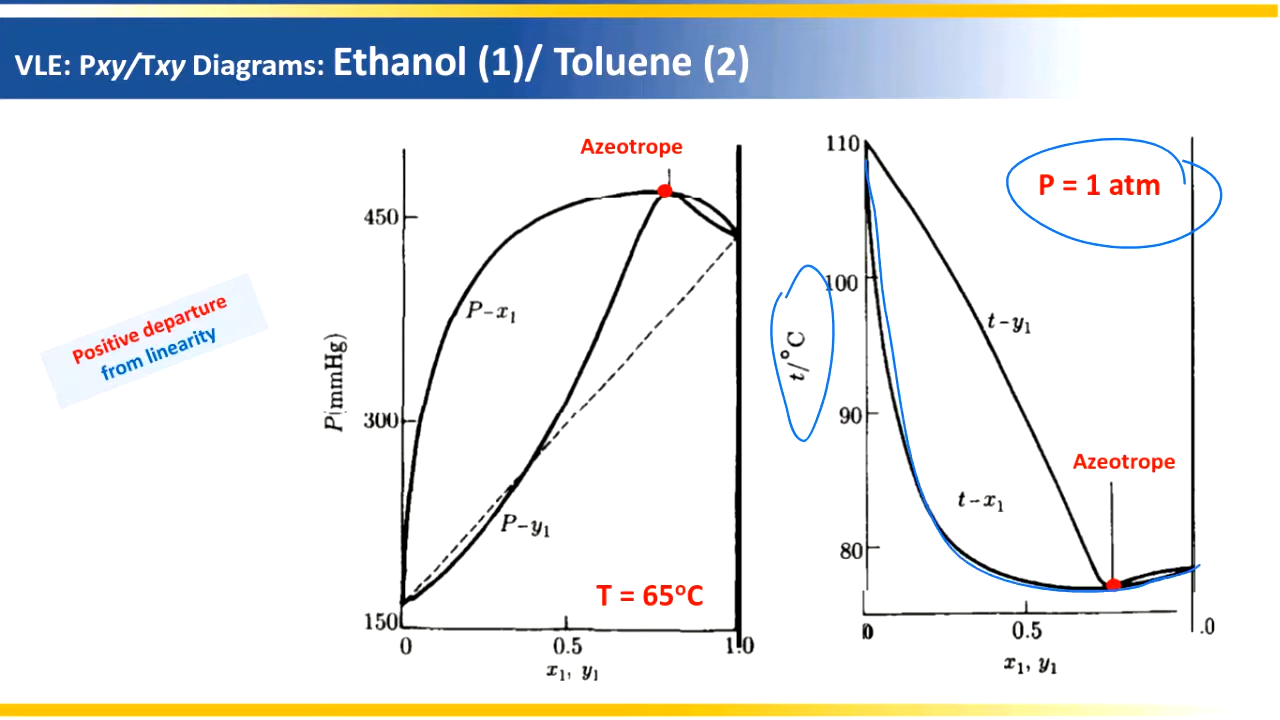 VLE: Pxy/Txy Diagrams: Ethanol (1)/ Toluene (2)
Positive departure
from linearity
Azeotrope
450
300
150
P(mmHg)
P-x₁
P-y₁
T = 65°C
0
0.5
1.0
x₁, y₁
110
100
90
80
t/°C
P = 1 atm
t-y₁
t-x₁
Azeotrope
0
0.5
.0
x₁, y₁